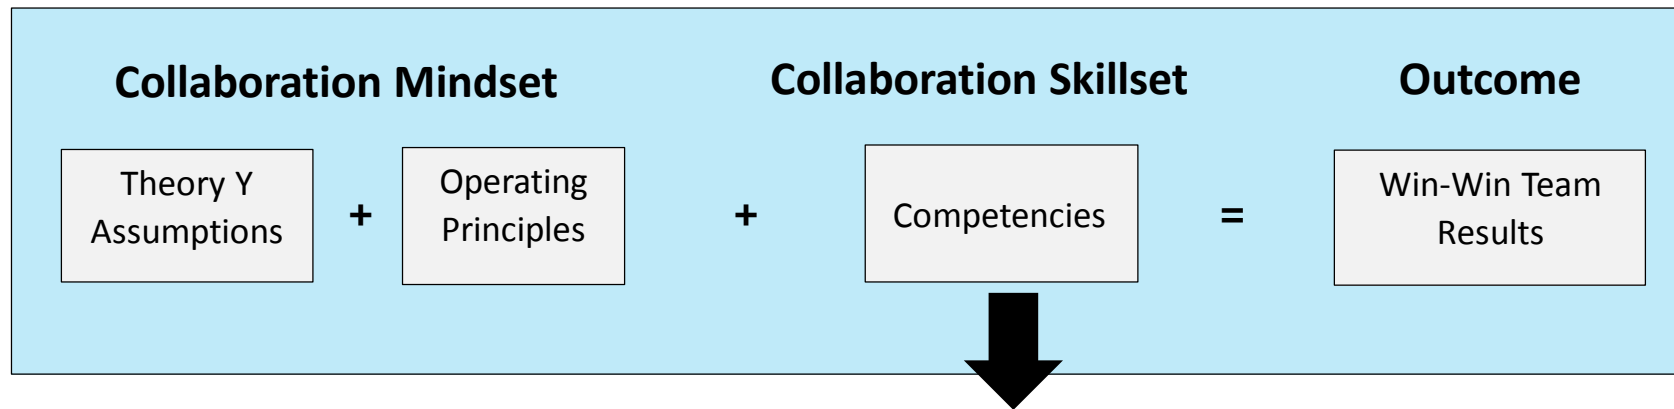 Collaboration Mindset
Collaboration Skillset
Outcome
Theory Y
Assumptions
+
Operating
Principles
+
Competencies
=
Win-Win Team
Results